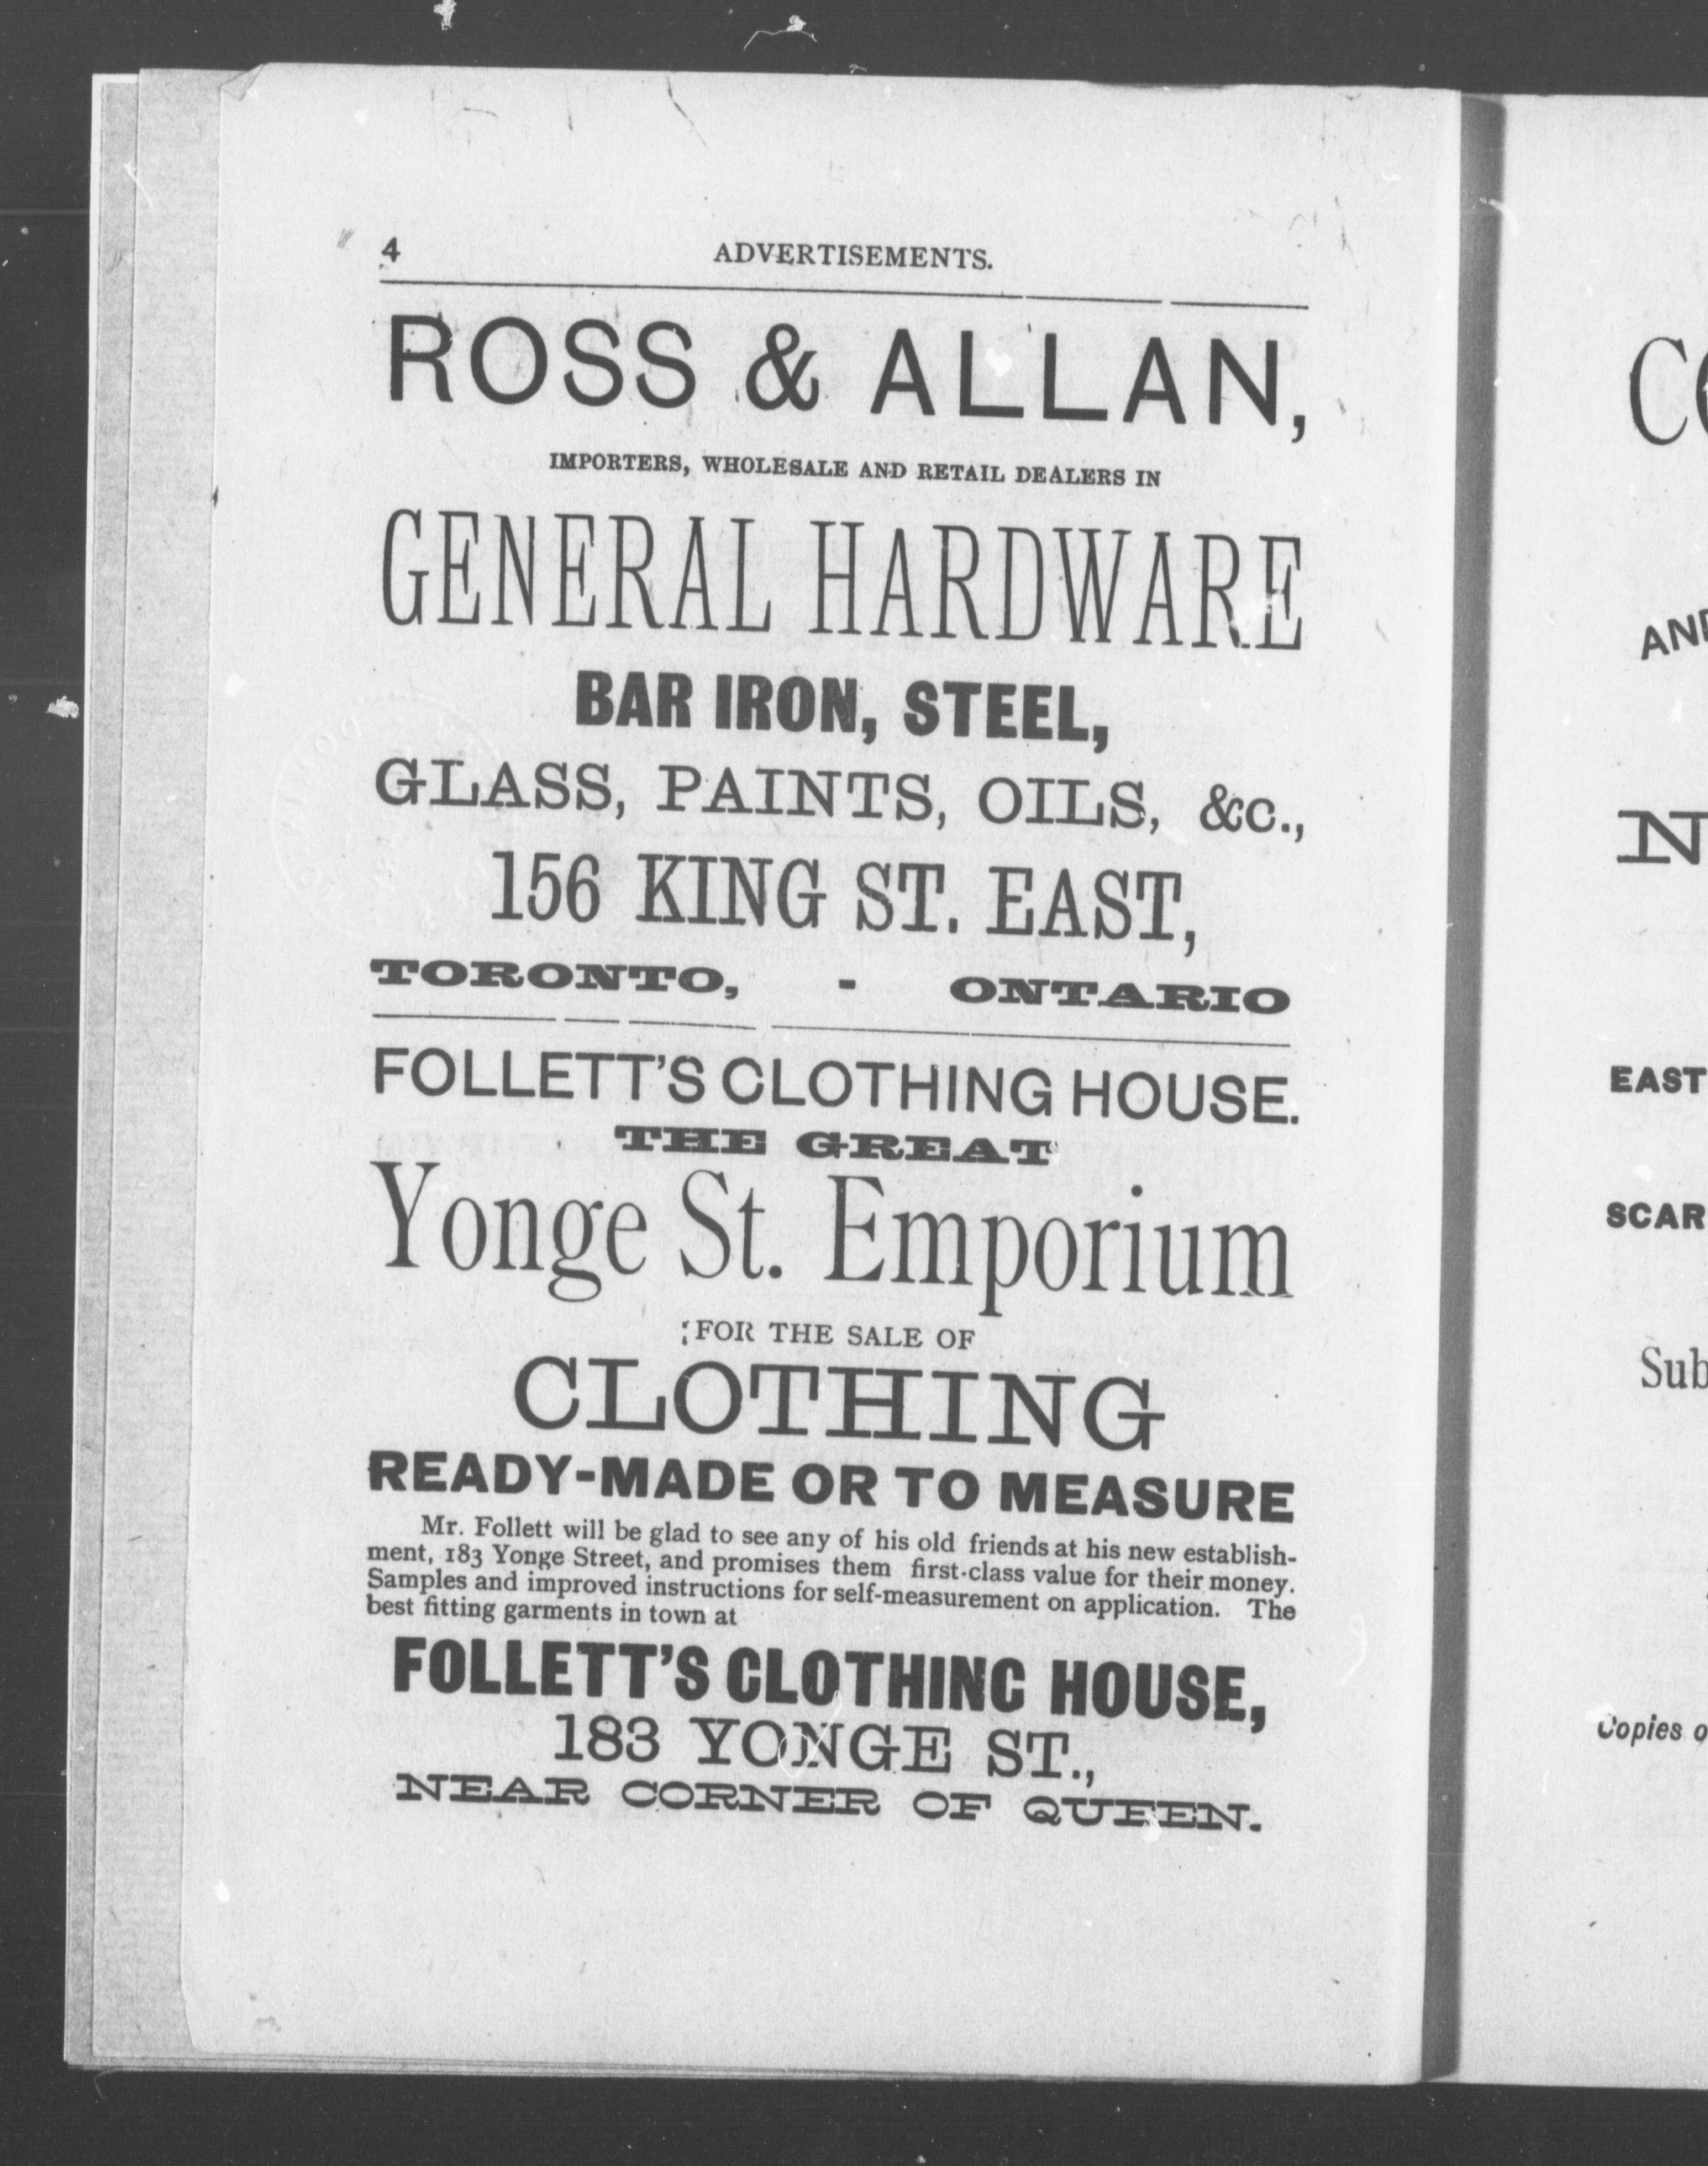 4 ADVERTISEMENTS.
ROSS & ALLAN,
IMPORTERS, WHOLESALE AND RETAIL DEALERS IN
GENERAL HARDWARE
BAR IRON, STEEL,
GLASS, PAINTS, OILS, &c.,
156 KING ST. EAST,
TORONTO, - ONTARIO
FOLLETT'S CLOTHING HOUSE.
THE GREAT
Yonge St. Emporium
FOR THE SALE OF
CLOTHING
READY-MADE OR TO MEASURE
Mr. Follett will be glad to see any of his old friends at his new establish-
ment, 183 Yonge Street, and promises them first-class value for their money.
Samples and improved instructions for self-measurement on application. The
best fitting garments in town at
FOLLETT'S CLOTHING HOUSE,
183 YONGE ST.,
NEAR CORNER OF QUEEN.
EAST
Copies